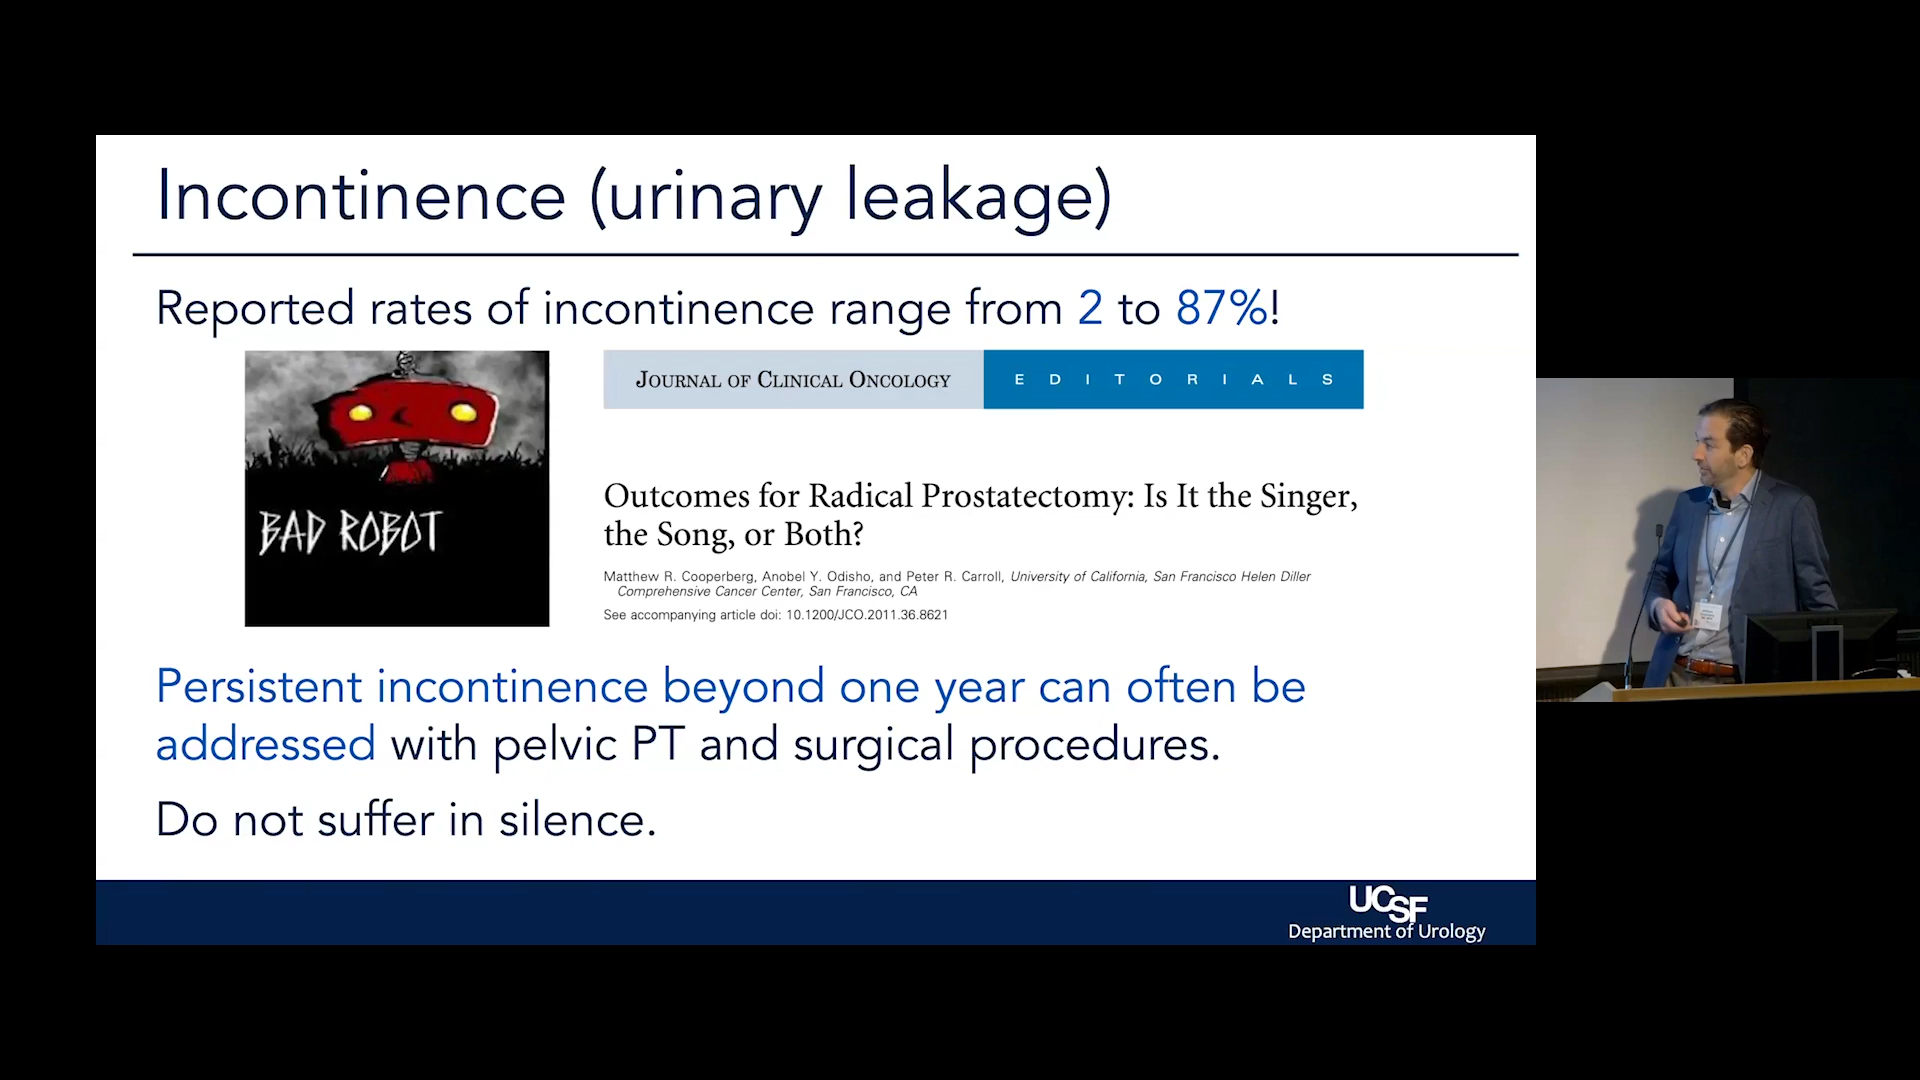 Incontinence (urinary leakage)
Reported rates of incontinence range from 2 to 87%!
BAD ROBOT
JOURNAL OF CLINICAL ONCOLOGY
EDITORIALS
Outcomes for Radical Prostatectomy: Is It the Singer,
the Song, or Both?
Matthew R. Cooperberg, Anobel Y. Odisho, and Peter R. Carroll, University of California, San Francisco Helen Diller
Comprehensive Cancer Center, San Francisco, CA
See accompanying article doi: 10.1200/JCO.2011.36.8621
Persistent incontinence beyond one year can often be
addressed with pelvic PT and surgical procedures.
Do not suffer in silence.
UCSF
Department of Urology